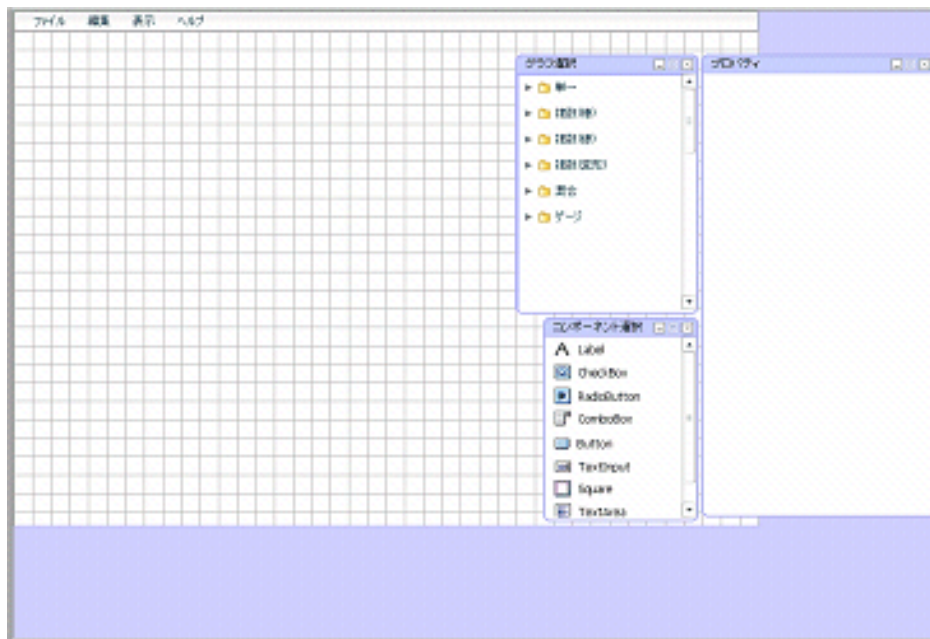 ファイル 編集 表示 ヘルプ
グラフ選択
単一
複合
ゲージ
プロパティ
コンポーネント選択
Label
CheckBox
RadioButton
ComboBox
Button
TextInput
Square
TextArea